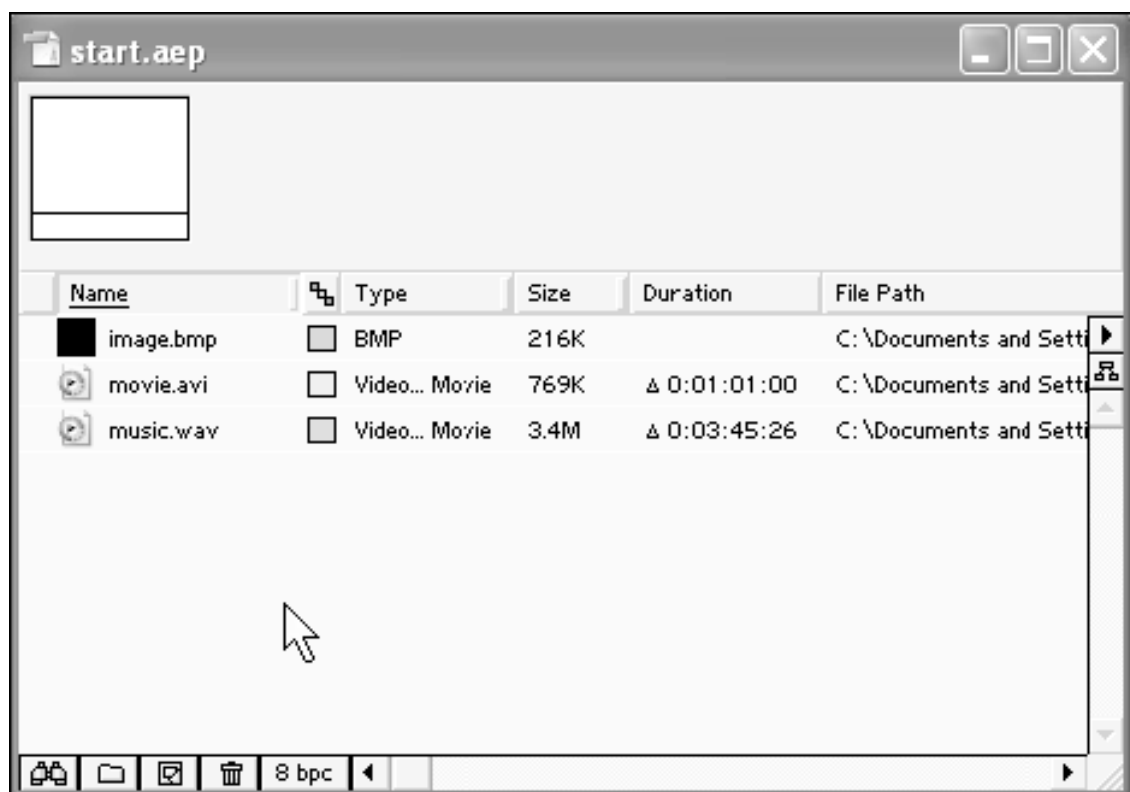 start.aep
Name Type Size Duration File Path
image.bmp BMP 216K C:\Documents and Setti
movie.avi Video... Movie 769K Δ 0:01:01:00 C:\Documents and Setti
music.wav Video... Movie 3.4M Δ 0:03:45:26 C:\Documents and Setti
8 bpc